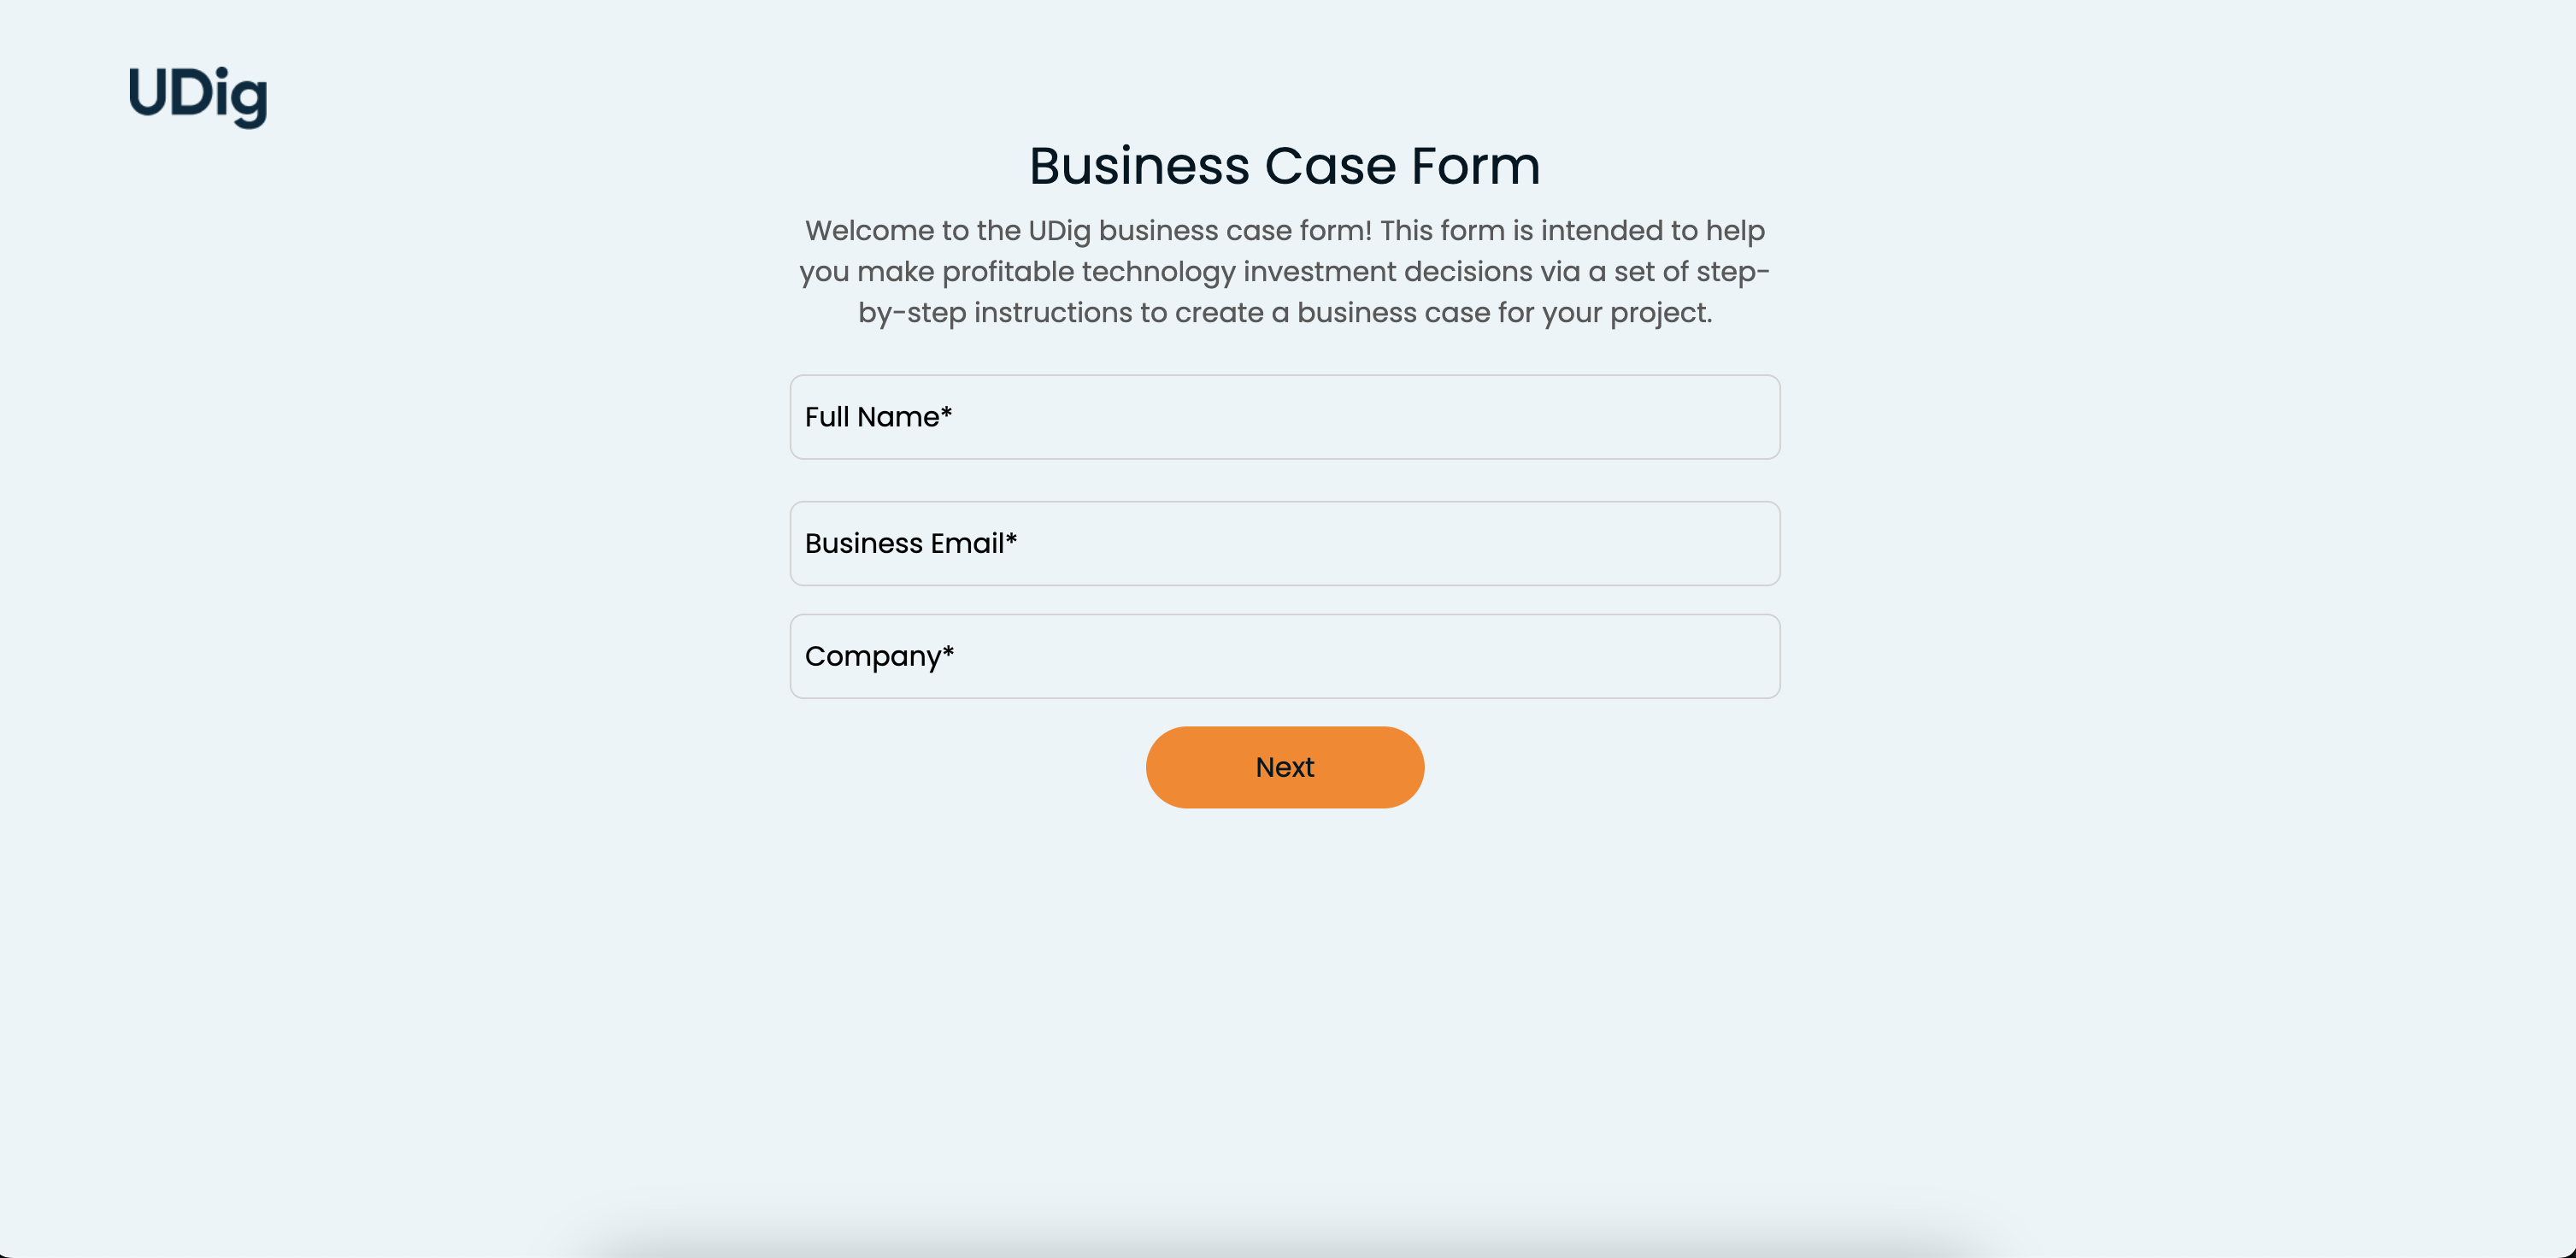 UDig
Business Case Form
Welcome to the UDig business case form! This form is intended to help
you make profitable technology investment decisions via a set of step-
by-step instructions to create a business case for your project.
Full Name*
Business Email*
Company*
Next